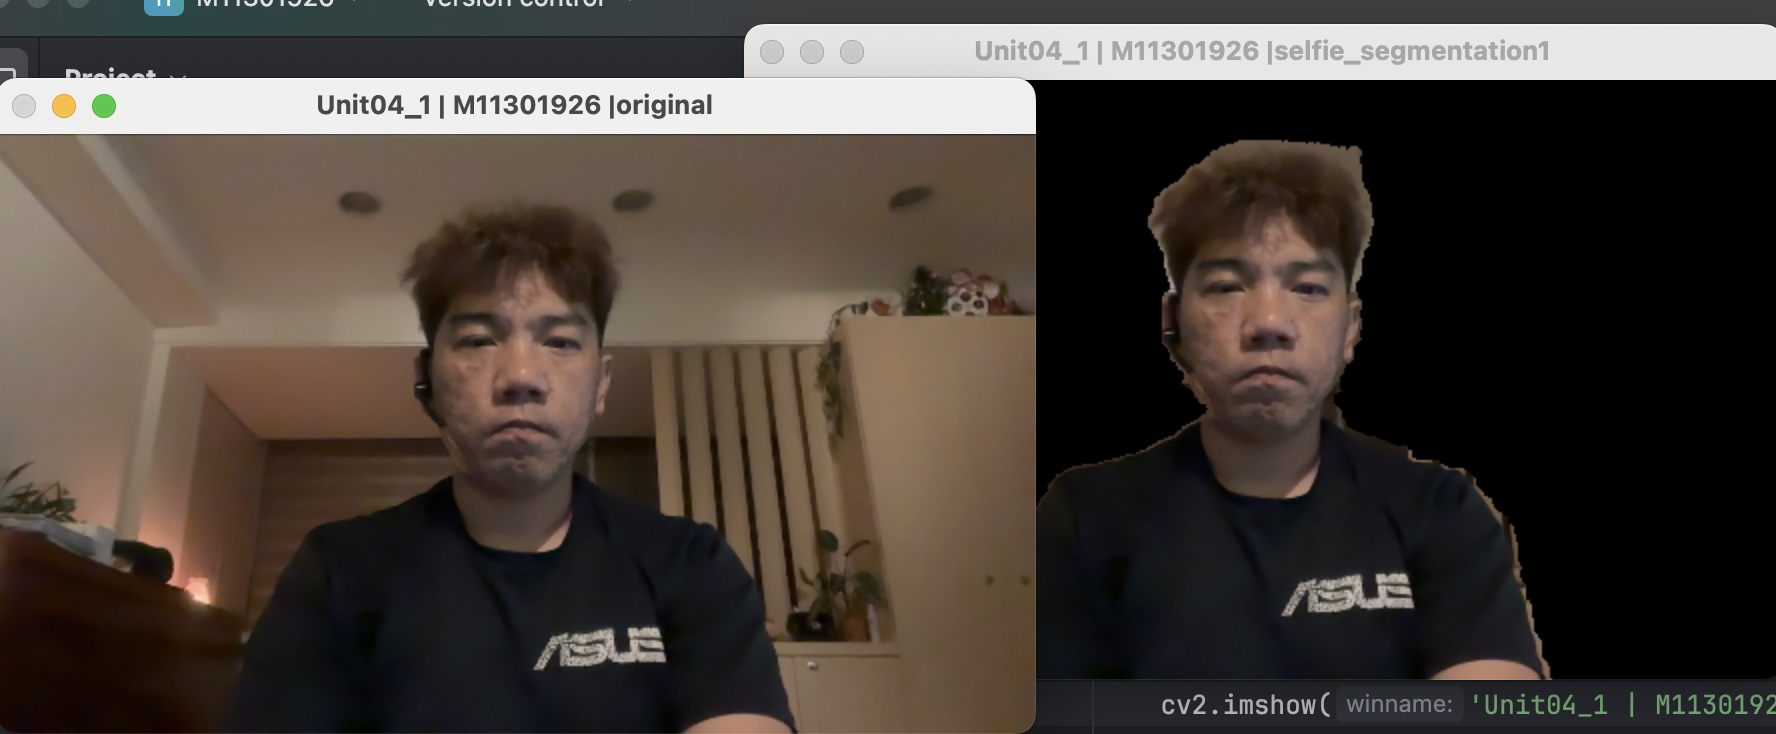 M11301926
Version control
Project
Unit04_1 | M11301926 |selfie_segmentation1
Unit04_1 | M11301926 |original
ASUS
ASUS
cv2.imshow( winname: 'Unit04_1 | M1130192